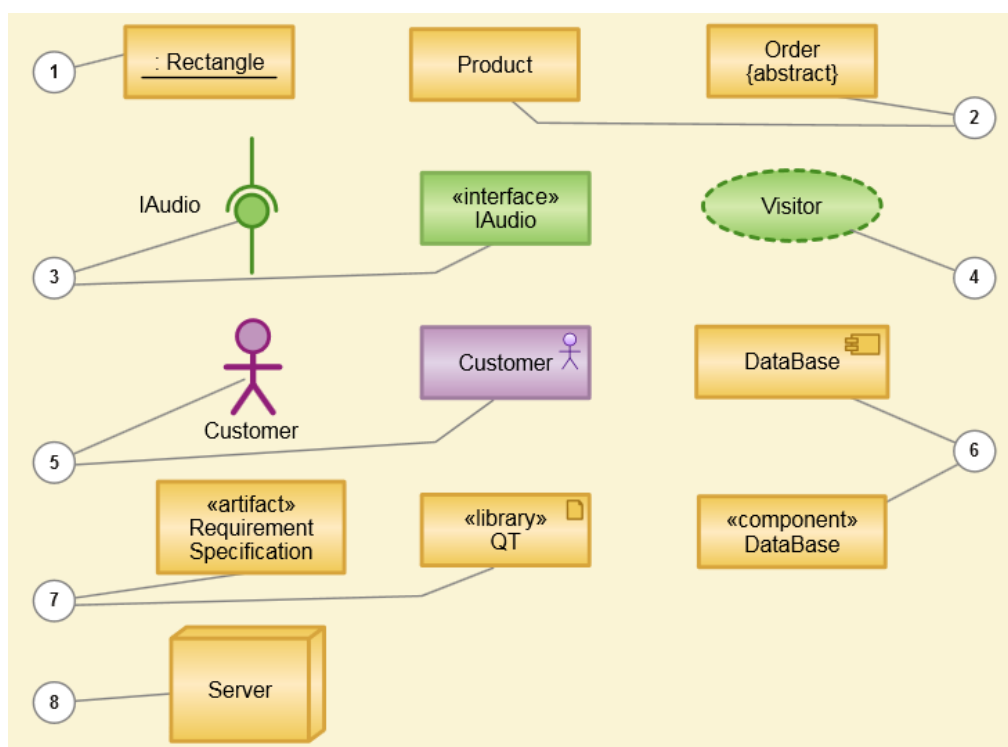 1
: Rectangle
Product
Order
{abstract}
2
IAudio
«interface»
IAudio
Visitor
3
4
Customer
Customer
DataBase
5
6
«artifact»
Requirement
Specification
«library»
QT
«component»
DataBase
7
Server
8